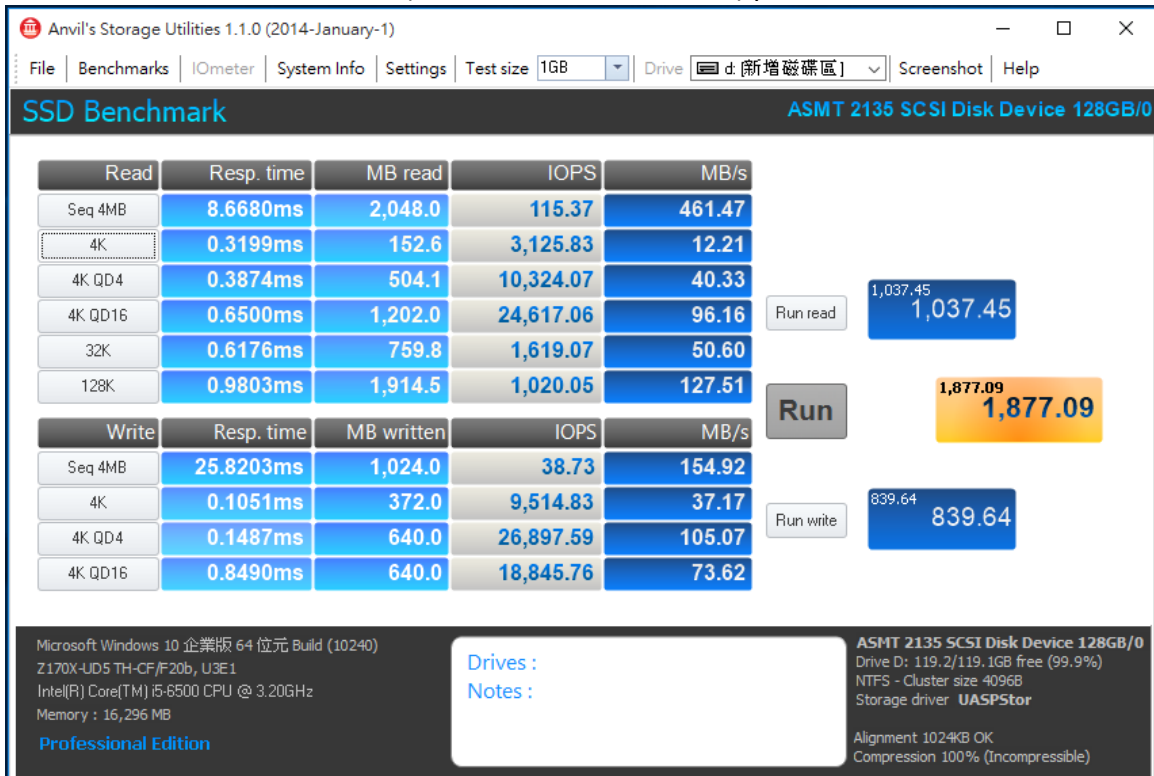 Anvil's Storage Utilities 1.1.0 (2014-January-1)
File Benchmarks IOmeter System Info Settings Test size 1GB Drive d: [新增磁碟區] Screenshot Help
SSD Benchmark ASMT 2135 SCSI Disk Device 128GB/0
Read Resp. time MB read IOPS MB/s
Seq 4MB 8.6680ms 2,048.0 115.37 461.47
4K 0.3199ms 152.6 3,125.83 12.21
4K QD4 0.3874ms 504.1 10,324.07 40.33
4K QD16 0.6500ms 1,202.0 24,617.06 96.16
32K 0.6176ms 759.8 1,619.07 50.60
128K 0.9803ms 1,914.5 1,020.05 127.51
Run read 1,037.45
1,037.45
Run 1,877.09
1,877.09
Write Resp. time MB written IOPS MB/s
Seq 4MB 25.8203ms 1,024.0 38.73 154.92
4K 0.1051ms 372.0 9,514.83 37.17
4K QD4 0.1487ms 640.0 26,897.59 105.07
4K QD16 0.8490ms 640.0 18,845.76 73.62
Run write 839.64
839.64
Microsoft Windows 10 企業版 64 位元 Build (10240)
Z170X-UD5 TH-CF/F20b, U3E1
Intel(R) Core(TM) i5-6500 CPU @ 3.20GHz
Memory : 16,296 MB
Professional Edition
Drives :
Notes :
ASMT 2135 SCSI Disk Device 128GB/0
Drive D: 119.2/119.1GB free (99.9%)
NTFS - Cluster size 4096B
Storage driver UASPStor
Alignment 1024KB OK
Compression 100% (Incompressible)